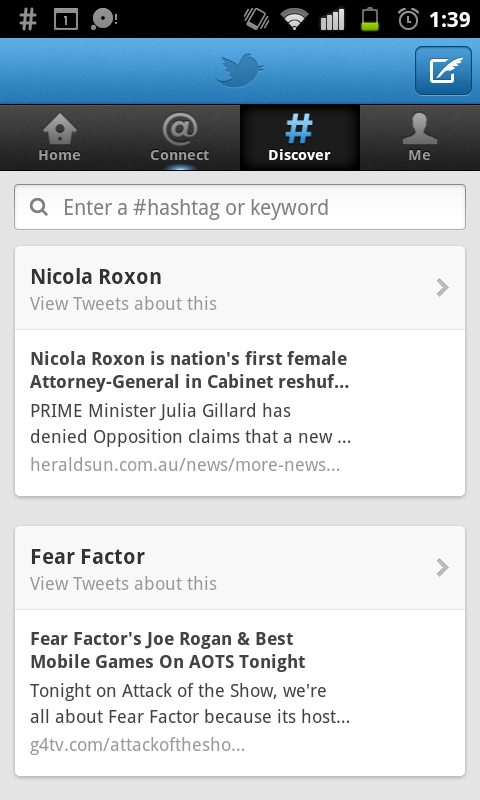 1
1:39
Home
Connect
Discover
Me
Enter a #hashtag or keyword
Nicola Roxon
View Tweets about this
Nicola Roxon is nation's first female
Attorney-General in Cabinet reshuf...
PRIME Minister Julia Gillard has
denied Opposition claims that a new ...
heraldsun.com.au/news/more-news...
Fear Factor
View Tweets about this
Fear Factor's Joe Rogan & Best
Mobile Games On AOTS Tonight
Tonight on Attack of the Show, we're
all about Fear Factor because its host...
g4tv.com/attackofthesho...